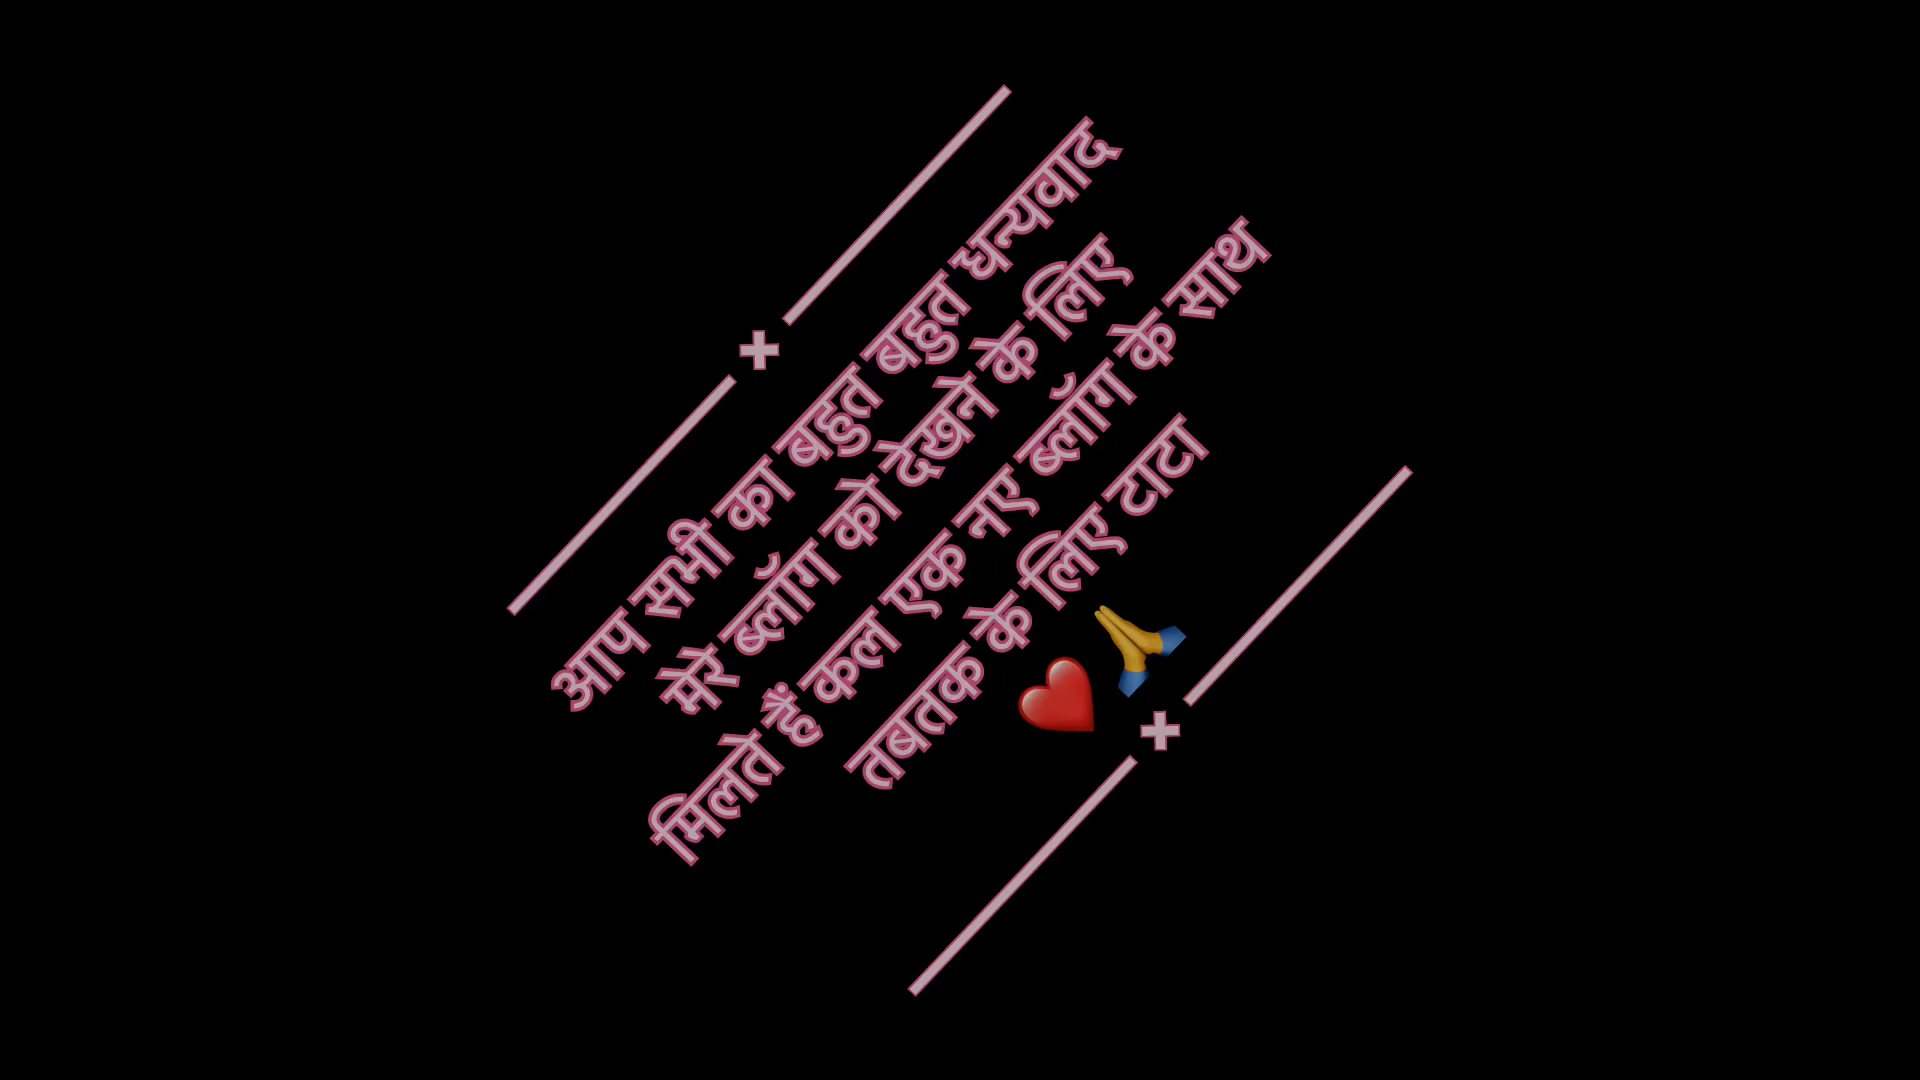 आप सभी का बहुत बहुत धन्यवाद
मेरे ब्लॉग को देखने के लिए
मिलते हैं कल एक नए ब्लॉग के साथ
तबतक के लिए टाटा